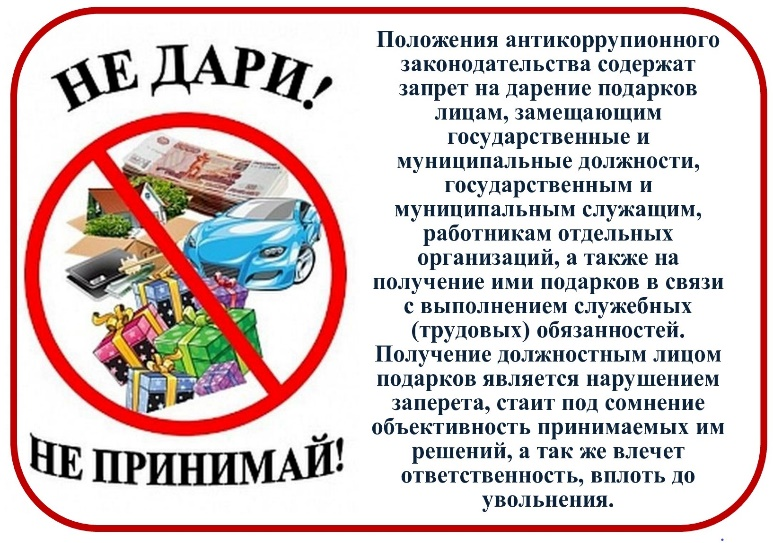 НЕ ДАРИ!
НЕ ПРИНИМАЙ!
Положения антикоррупионного
законодательства содержат
запрет на дарение подарков
лицам, замещающим
государственные и
муниципальные должности,
государственным и
муниципальным служащим,
работникам отдельных
организаций, а также на
получение ими подарков в связи
с выполнением служебных
(трудовых) обязанностей.
Получение должностным лицом
подарков является нарушением
заперета, стаит под сомнение
объективность принимаемых им
решений, а так же влечет
ответственность, вплоть до
увольнения.